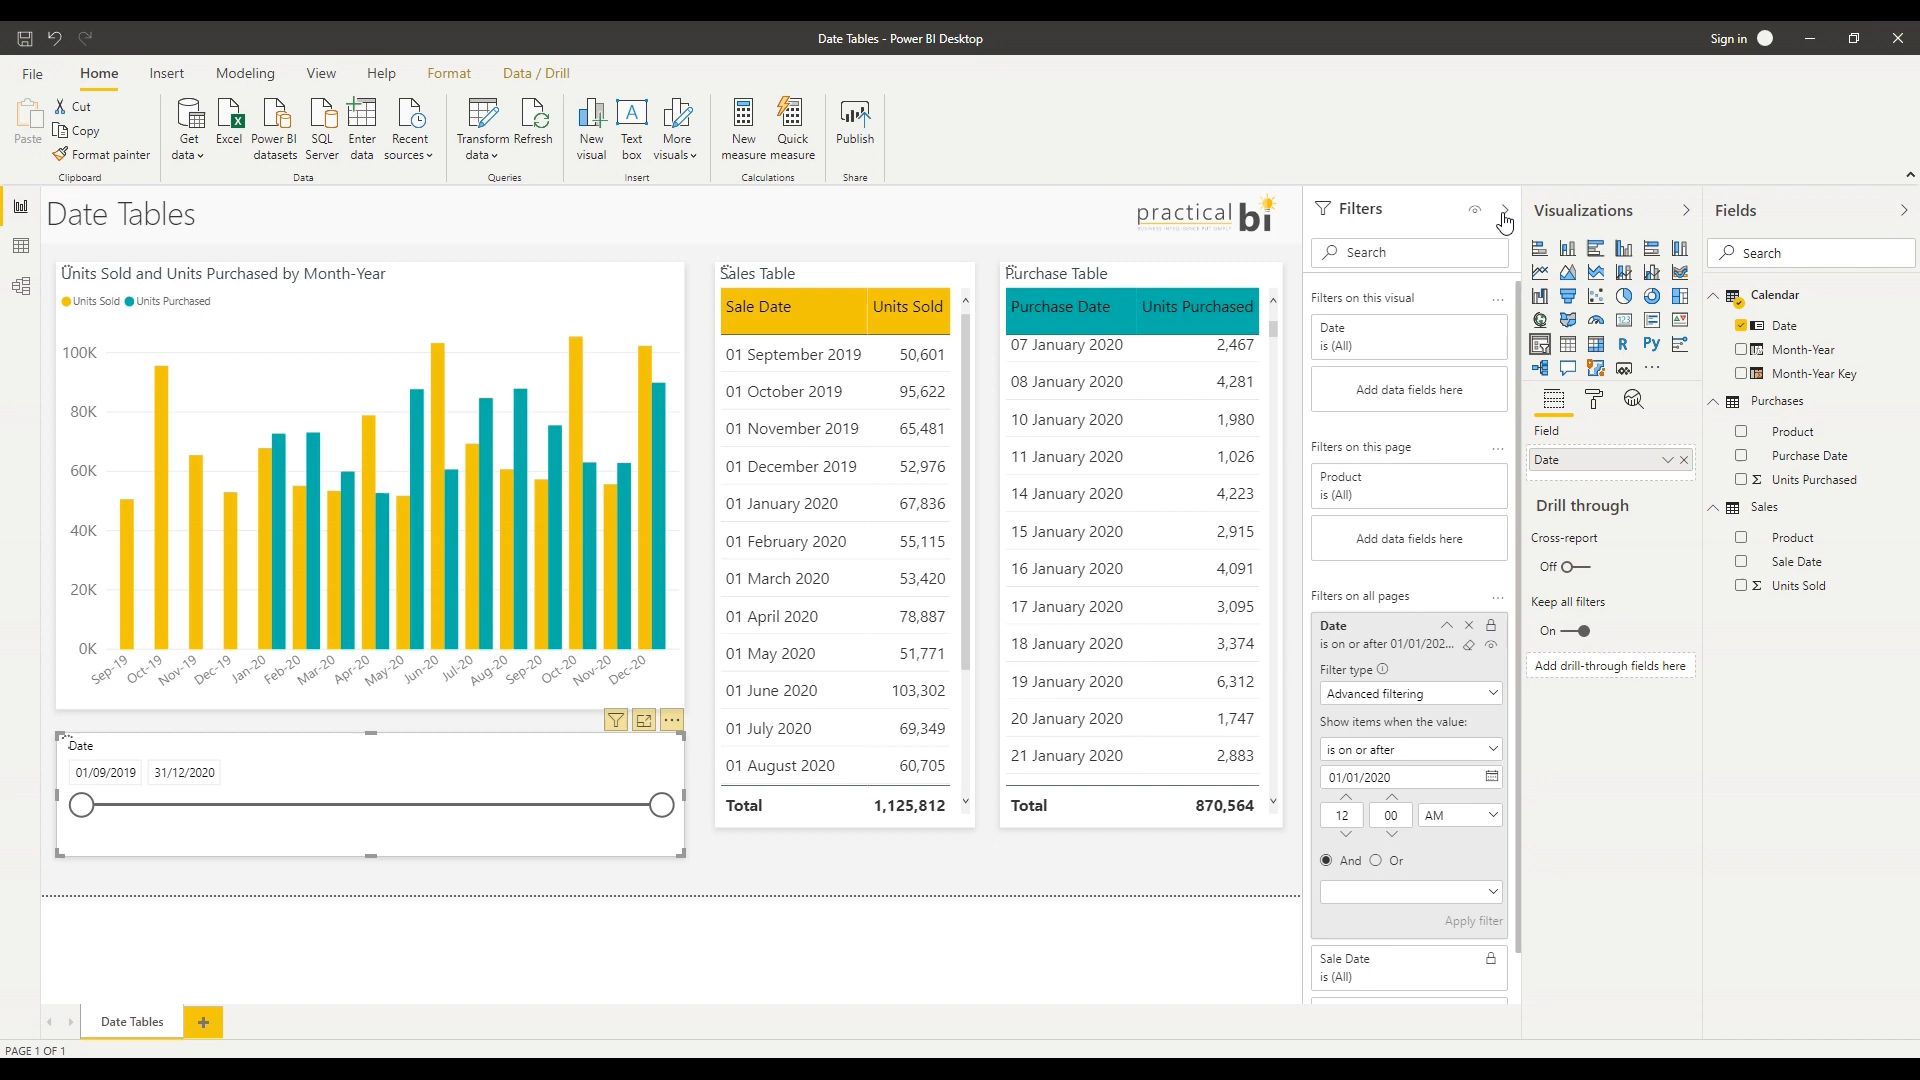 Date Tables - Power BI Desktop
Sign in
File Home Insert Modeling View Help Format Data / Drill
Paste
Cut
Copy
Format painter
Clipboard
Get data
Excel
Power BI datasets
SQL Server
Enter data
Recent sources
Data
Transform data
Refresh
Queries
New visual
Text box
More visuals
Insert
New measure
Quick measure
Calculations
Publish
Share
Date Tables
practical bi
Units Sold and Units Purchased by Month-Year
Units Sold Units Purchased
100K
80K
60K
40K
20K
0K
Sep-19 Oct-19 Nov-19 Dec-19 Jan-20 Feb-20 Mar-20 Apr-20 May-20 Jun-20 Jul-20 Aug-20 Sep-20 Oct-20 Nov-20 Dec-20
Date
01/09/2019 31/12/2020
Sales Table
Sale Date Units Sold
01 September 2019 50,601
01 October 2019 95,622
01 November 2019 65,481
01 December 2019 52,976
01 January 2020 67,836
01 February 2020 55,115
01 March 2020 53,420
01 April 2020 78,887
01 May 2020 51,771
01 June 2020 103,302
01 July 2020 69,349
01 August 2020 60,705
Total 1,125,812
Purchase Table
Purchase Date Units Purchased
07 January 2020 2,467
08 January 2020 4,281
10 January 2020 1,980
11 January 2020 1,026
14 January 2020 4,223
15 January 2020 2,915
16 January 2020 4,091
17 January 2020 3,095
18 January 2020 3,374
19 January 2020 6,312
20 January 2020 1,747
21 January 2020 2,883
Total 870,564
Filters
Search
Filters on this visual ...
Date
is (All)
Add data fields here
Filters on this page ...
Product
is (All)
Add data fields here
Filters on all pages ...
Date
is on or after 01/01/202...
Filter type
Advanced filtering
Show items when the value:
is on or after
01/01/2020
12 00 AM
And Or
Apply filter
Sale Date
is (All)
Visualizations
R Py
...
Field
Date
Drill through
Cross-report
Off
Keep all filters
On
Add drill-through fields here
Fields
Search
Calendar
Date
Month-Year
Month-Year Key
Purchases
Product
Purchase Date
Σ Units Purchased
Sales
Product
Sale Date
Σ Units Sold
Date Tables +
PAGE 1 OF 1